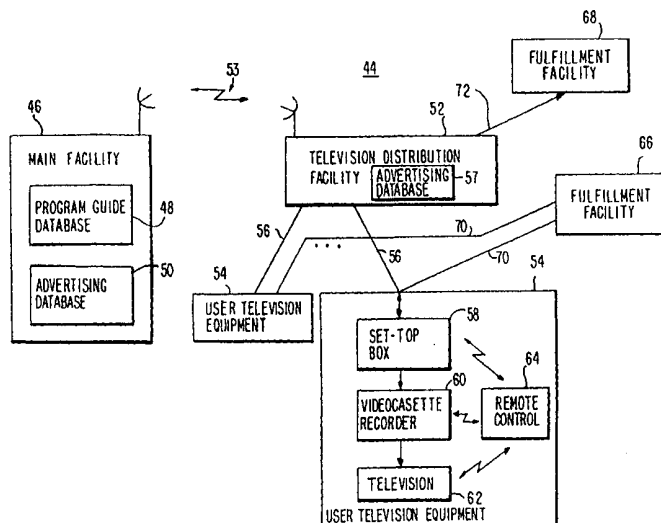 68
53
44
FULFILLMENT
FACILITY
46
72
52
MAIN FACILITY
TELEVISION DISTRIBUTION
FACILITY
ADVERTISING
DATABASE
57
66
PROGRAM GUIDE
DATABASE
48
FULFILLMENT
FACILITY
56
70
...
56
70
ADVERTISING
DATABASE
50
54
54
USER TELEVISION
EQUIPMENT
58
SET-TOP
BOX
64
60
VIDEOCASETTE
RECORDER
REMOTE
CONTROL
TELEVISION
62
USER TELEVISION EQUIPMENT